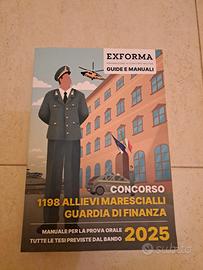 EXFORMA
GUIDE E MANUALI
CONCORSO
1198 ALLIEVI MARESCIALLI
GUARDIA DI FINANZA
MANUALE PER LA PROVA ORALE
TUTTE LE TESI PREVISTE DAL BANDO
2025
subito